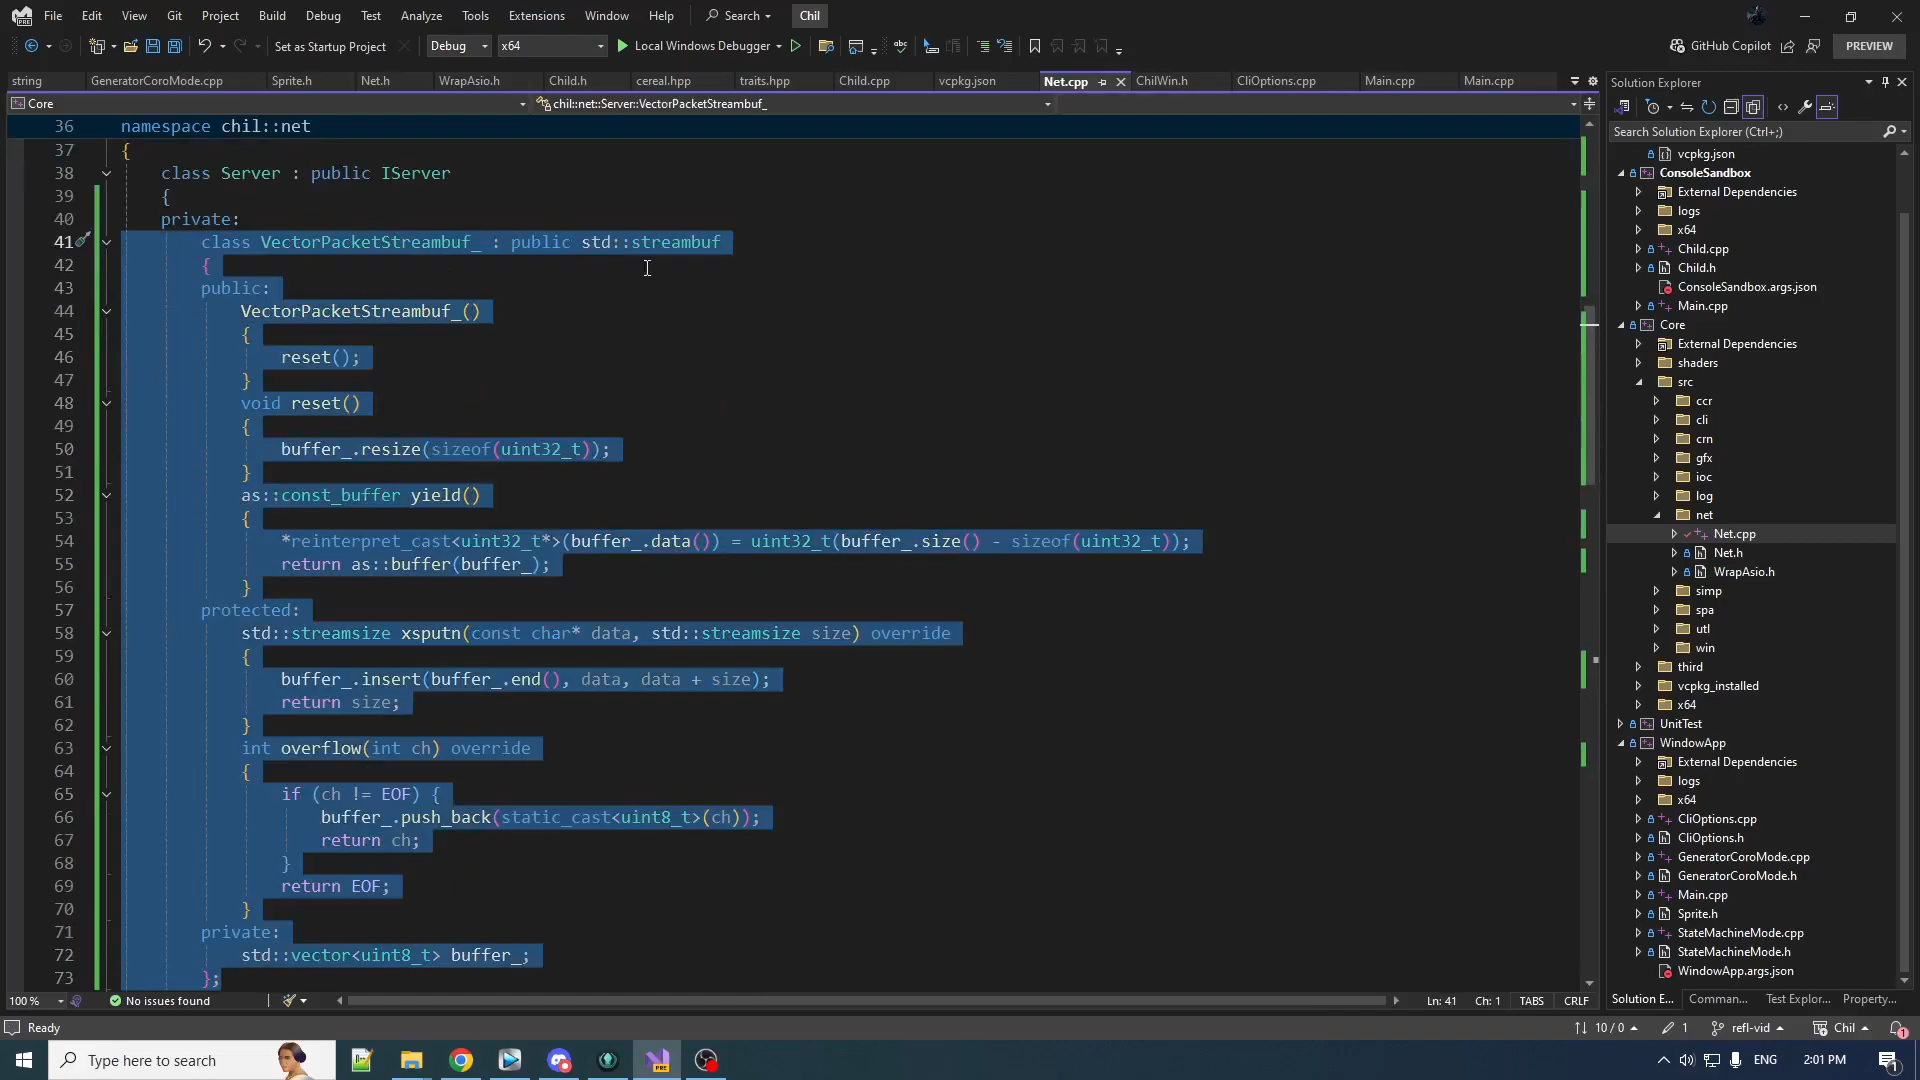 File Edit View Git Project Build Debug Test Analyze Tools Extensions Window Help Search Chil
Set as Startup Project Debug x64 Local Windows Debugger GitHub Copilot PREVIEW
string GeneratorCoroMode.cpp Sprite.h Net.h WrapAsio.h Child.h cereal.hpp traits.hpp Child.cpp vcpkg.json Net.cpp ChilWin.h CliOptions.cpp Main.cpp Main.cpp
Core chil::net::Server::VectorPacketStreambuf_
36 namespace chil::net
37 {
38 class Server : public IServer
39 {
40 private:
41 class VectorPacketStreambuf_ : public std::streambuf
42 {
43 public:
44 VectorPacketStreambuf_()
45 {
46 reset();
47 }
48 void reset()
49 {
50 buffer_.resize(sizeof(uint32_t));
51 }
52 as::const_buffer yield()
53 {
54 *reinterpret_cast<uint32_t*>(buffer_.data()) = uint32_t(buffer_.size() - sizeof(uint32_t));
55 return as::buffer(buffer_);
56 }
57 protected:
58 std::streamsize xsputn(const char* data, std::streamsize size) override
59 {
60 buffer_.insert(buffer_.end(), data, data + size);
61 return size;
62 }
63 int overflow(int ch) override
64 {
65 if (ch != EOF) {
66 buffer_.push_back(static_cast<uint8_t>(ch));
67 return ch;
68 }
69 return EOF;
70 }
71 private:
72 std::vector<uint8_t> buffer_;
73 };
100 % No issues found Ln: 41 Ch: 1 TABS CRLF
Solution Explorer
Search Solution Explorer (Ctrl+;)
vcpkg.json
ConsoleSandbox
External Dependencies
logs
x64
Child.cpp
Child.h
ConsoleSandbox.args.json
Main.cpp
Core
External Dependencies
shaders
src
ccr
cli
crn
gfx
ioc
log
net
Net.cpp
Net.h
WrapAsio.h
simp
spa
utl
win
third
vcpkg_installed
x64
UnitTest
WindowApp
External Dependencies
logs
x64
CliOptions.cpp
CliOptions.h
GeneratorCoroMode.cpp
GeneratorCoroMode.h
Main.cpp
Sprite.h
StateMachineMode.cpp
StateMachineMode.h
WindowApp.args.json
Solution E... Comman... Test Explor... Property...
Ready 10 / 0 1 refl-vid Chil 1
Type here to search PRE ENG 2:01 PM 1